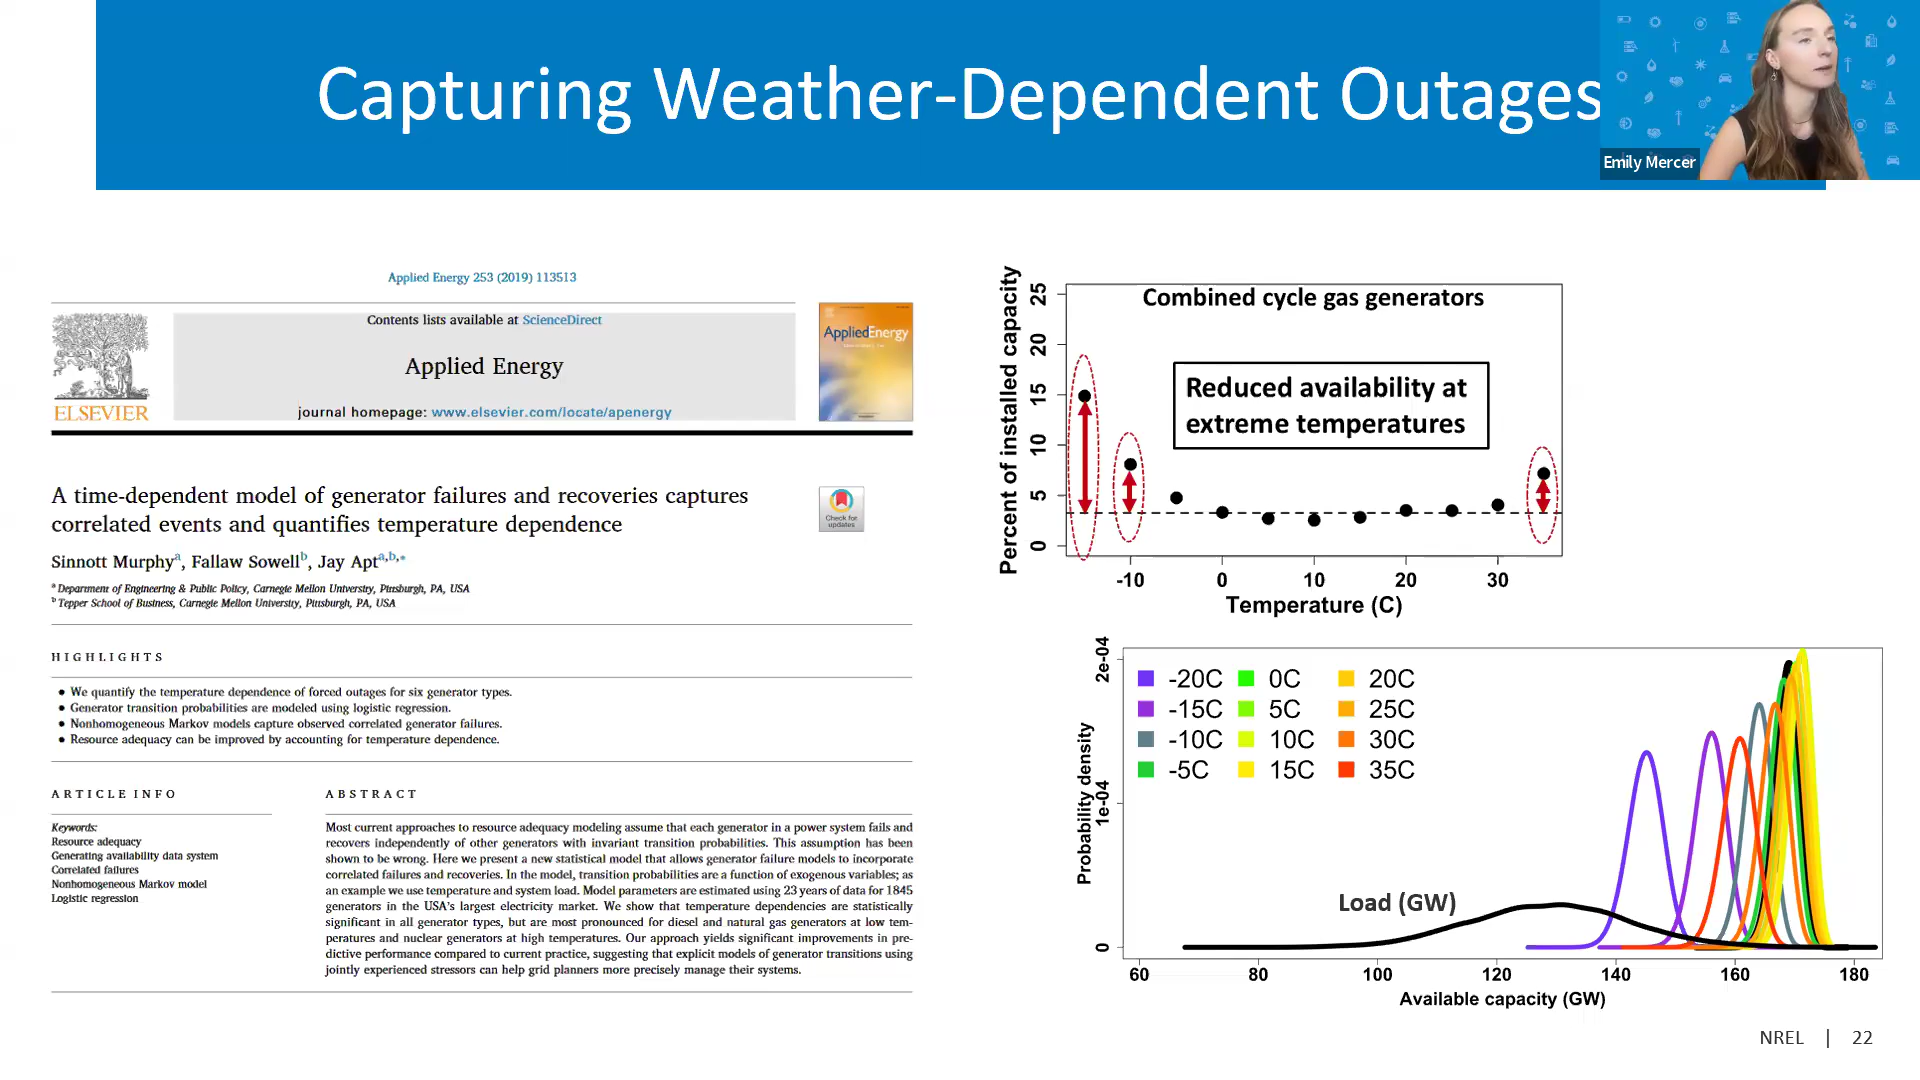 Capturing Weather-Dependent Outages
Emily Mercer
Applied Energy 253 (2019) 113513
Contents lists available at ScienceDirect
Applied Energy
journal homepage: www.elsevier.com/locate/apenergy
ELSEVIER
AppliedEnergy
A time-dependent model of generator failures and recoveries captures
correlated events and quantifies temperature dependence
Check for
updates
Sinnott Murphyᵃ, Fallaw Sowellᵇ, Jay Aptᵃ,ᵇ,*
ᵃ Department of Engineering & Public Policy, Carnegie Mellon University, Pittsburgh, PA, USA
ᵇ Tepper School of Business, Carnegie Mellon University, Pittsburgh, PA, USA
HIGHLIGHTS
• We quantify the temperature dependence of forced outages for six generator types.
• Generator transition probabilities are modeled using logistic regression.
• Nonhomogeneous Markov models capture observed correlated generator failures.
• Resource adequacy can be improved by accounting for temperature dependence.
ARTICLE INFO
Keywords:
Resource adequacy
Generating availability data system
Correlated failures
Nonhomogeneous Markov model
Logistic regression
ABSTRACT
Most current approaches to resource adequacy modeling assume that each generator in a power system fails and
recovers independently of other generators with invariant transition probabilities. This assumption has been
shown to be wrong. Here we present a new statistical model that allows generator failure models to incorporate
correlated failures and recoveries. In the model, transition probabilities are a function of exogenous variables; as
an example we use temperature and system load. Model parameters are estimated using 23 years of data for 1845
generators in the USA's largest electricity market. We show that temperature dependencies are statistically
significant in all generator types, but are most pronounced for diesel and natural gas generators at low tem-
peratures and nuclear generators at high temperatures. Our approach yields significant improvements in pre-
dictive performance compared to current practice, suggesting that explicit models of generator transitions using
jointly experienced stressors can help grid planners more precisely manage their systems.
Percent of installed capacity
25
20
15
10
5
0
Combined cycle gas generators
Reduced availability at
extreme temperatures
-10 0 10 20 30
Temperature (C)
Probability density
2e-04
1e-04
0
-20C 0C 20C
-15C 5C 25C
-10C 10C 30C
-5C 15C 35C
Load (GW)
60 80 100 120 140 160 180
Available capacity (GW)
NREL | 22